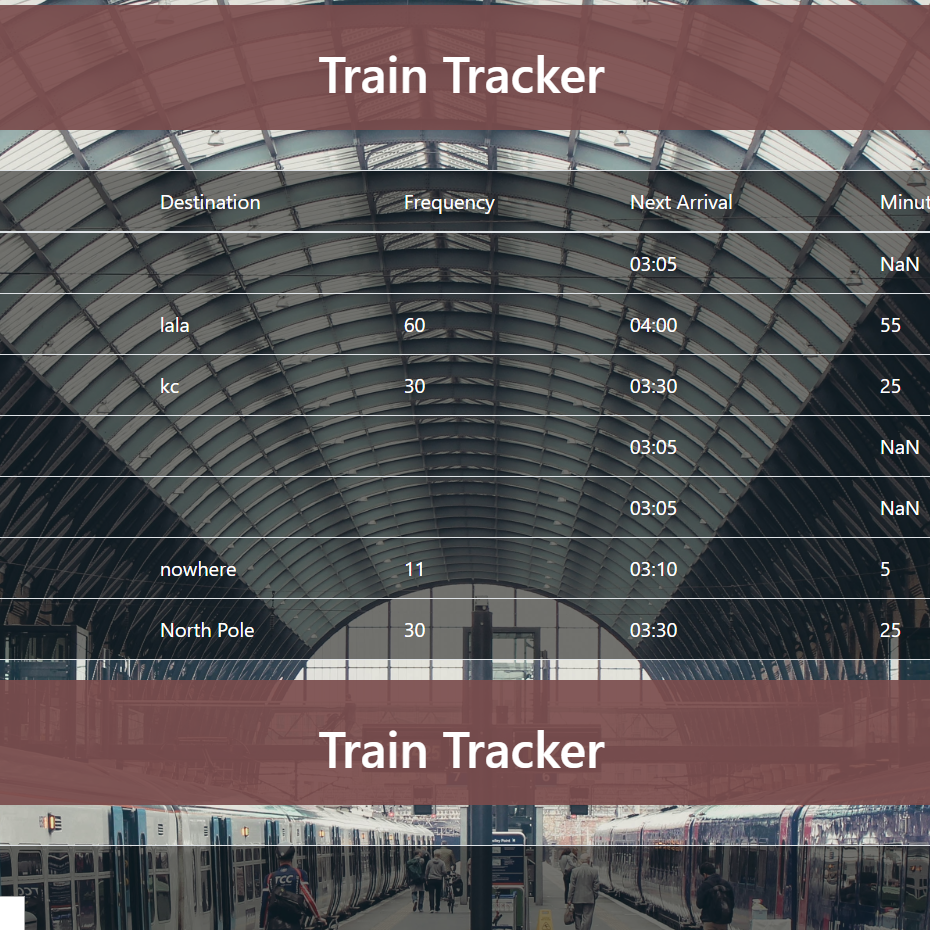 Train Tracker
Destination Frequency Next Arrival Minut
03:05 NaN
lala 60 04:00 55
kc 30 03:30 25
03:05 NaN
03:05 NaN
nowhere 11 03:10 5
North Pole 30 03:30 25
Train Tracker
TCC